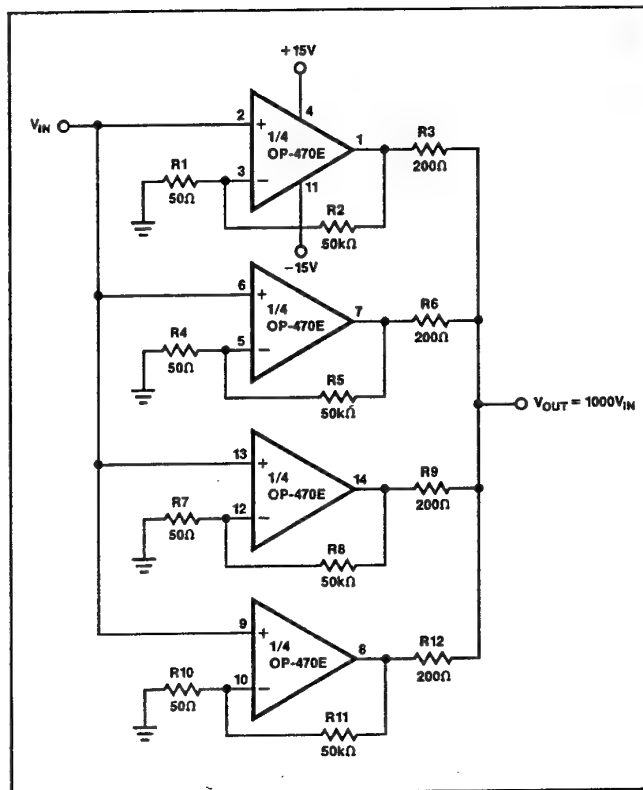 +15V
4
V_IN
2
+
1/4
OP-470E
1
R3
200Ω
R1
50Ω
3
−
11
R2
50kΩ
−15V
6
+
1/4
OP-470E
7
R6
200Ω
R4
50Ω
5
−
R5
50kΩ
V_OUT = 1000V_IN
13
+
1/4
OP-470E
14
R9
200Ω
R7
50Ω
12
−
R8
50kΩ
9
+
1/4
OP-470E
8
R12
200Ω
R10
50Ω
10
−
R11
50kΩ